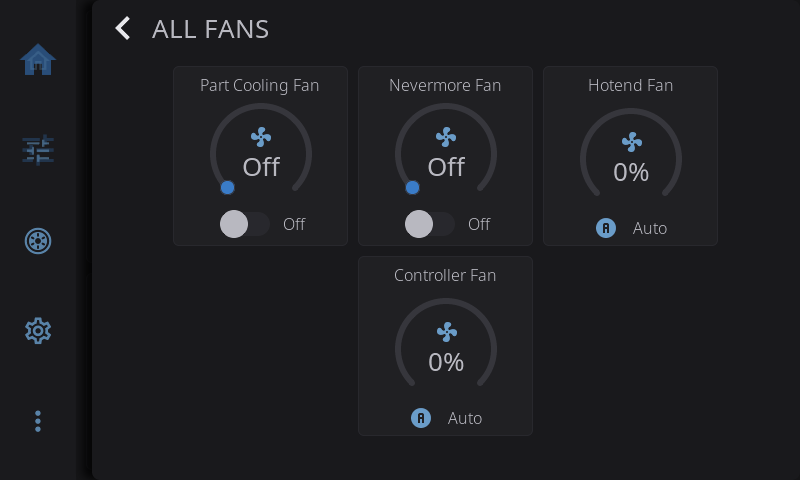 ALL FANS
Part Cooling Fan
Off
Off
Nevermore Fan
Off
Off
Hotend Fan
0%
A Auto
Controller Fan
0%
A Auto